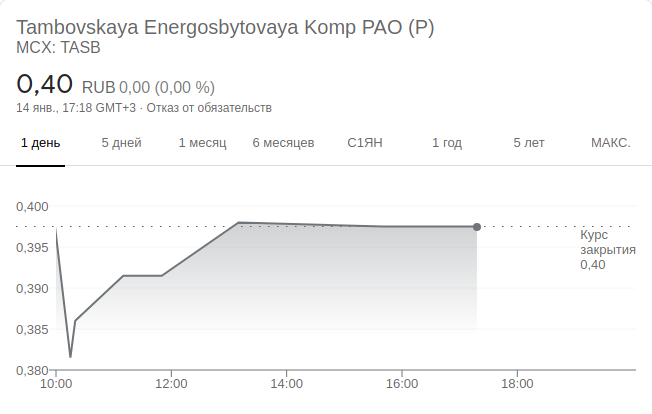 Tambovskaya Energosbytovaya Komp PAO (P)
MCX: TASB
0,40 RUB 0,00 (0,00 %)
14 янв., 17:18 GMT+3 · Отказ от обязательств
1 день 5 дней 1 месяц 6 месяцев С1ЯН 1 год 5 лет МАКС.
0,400
0,395
0,390
0,385
0,380
Курс
закрытия
0,40
10:00 12:00 14:00 16:00 18:00